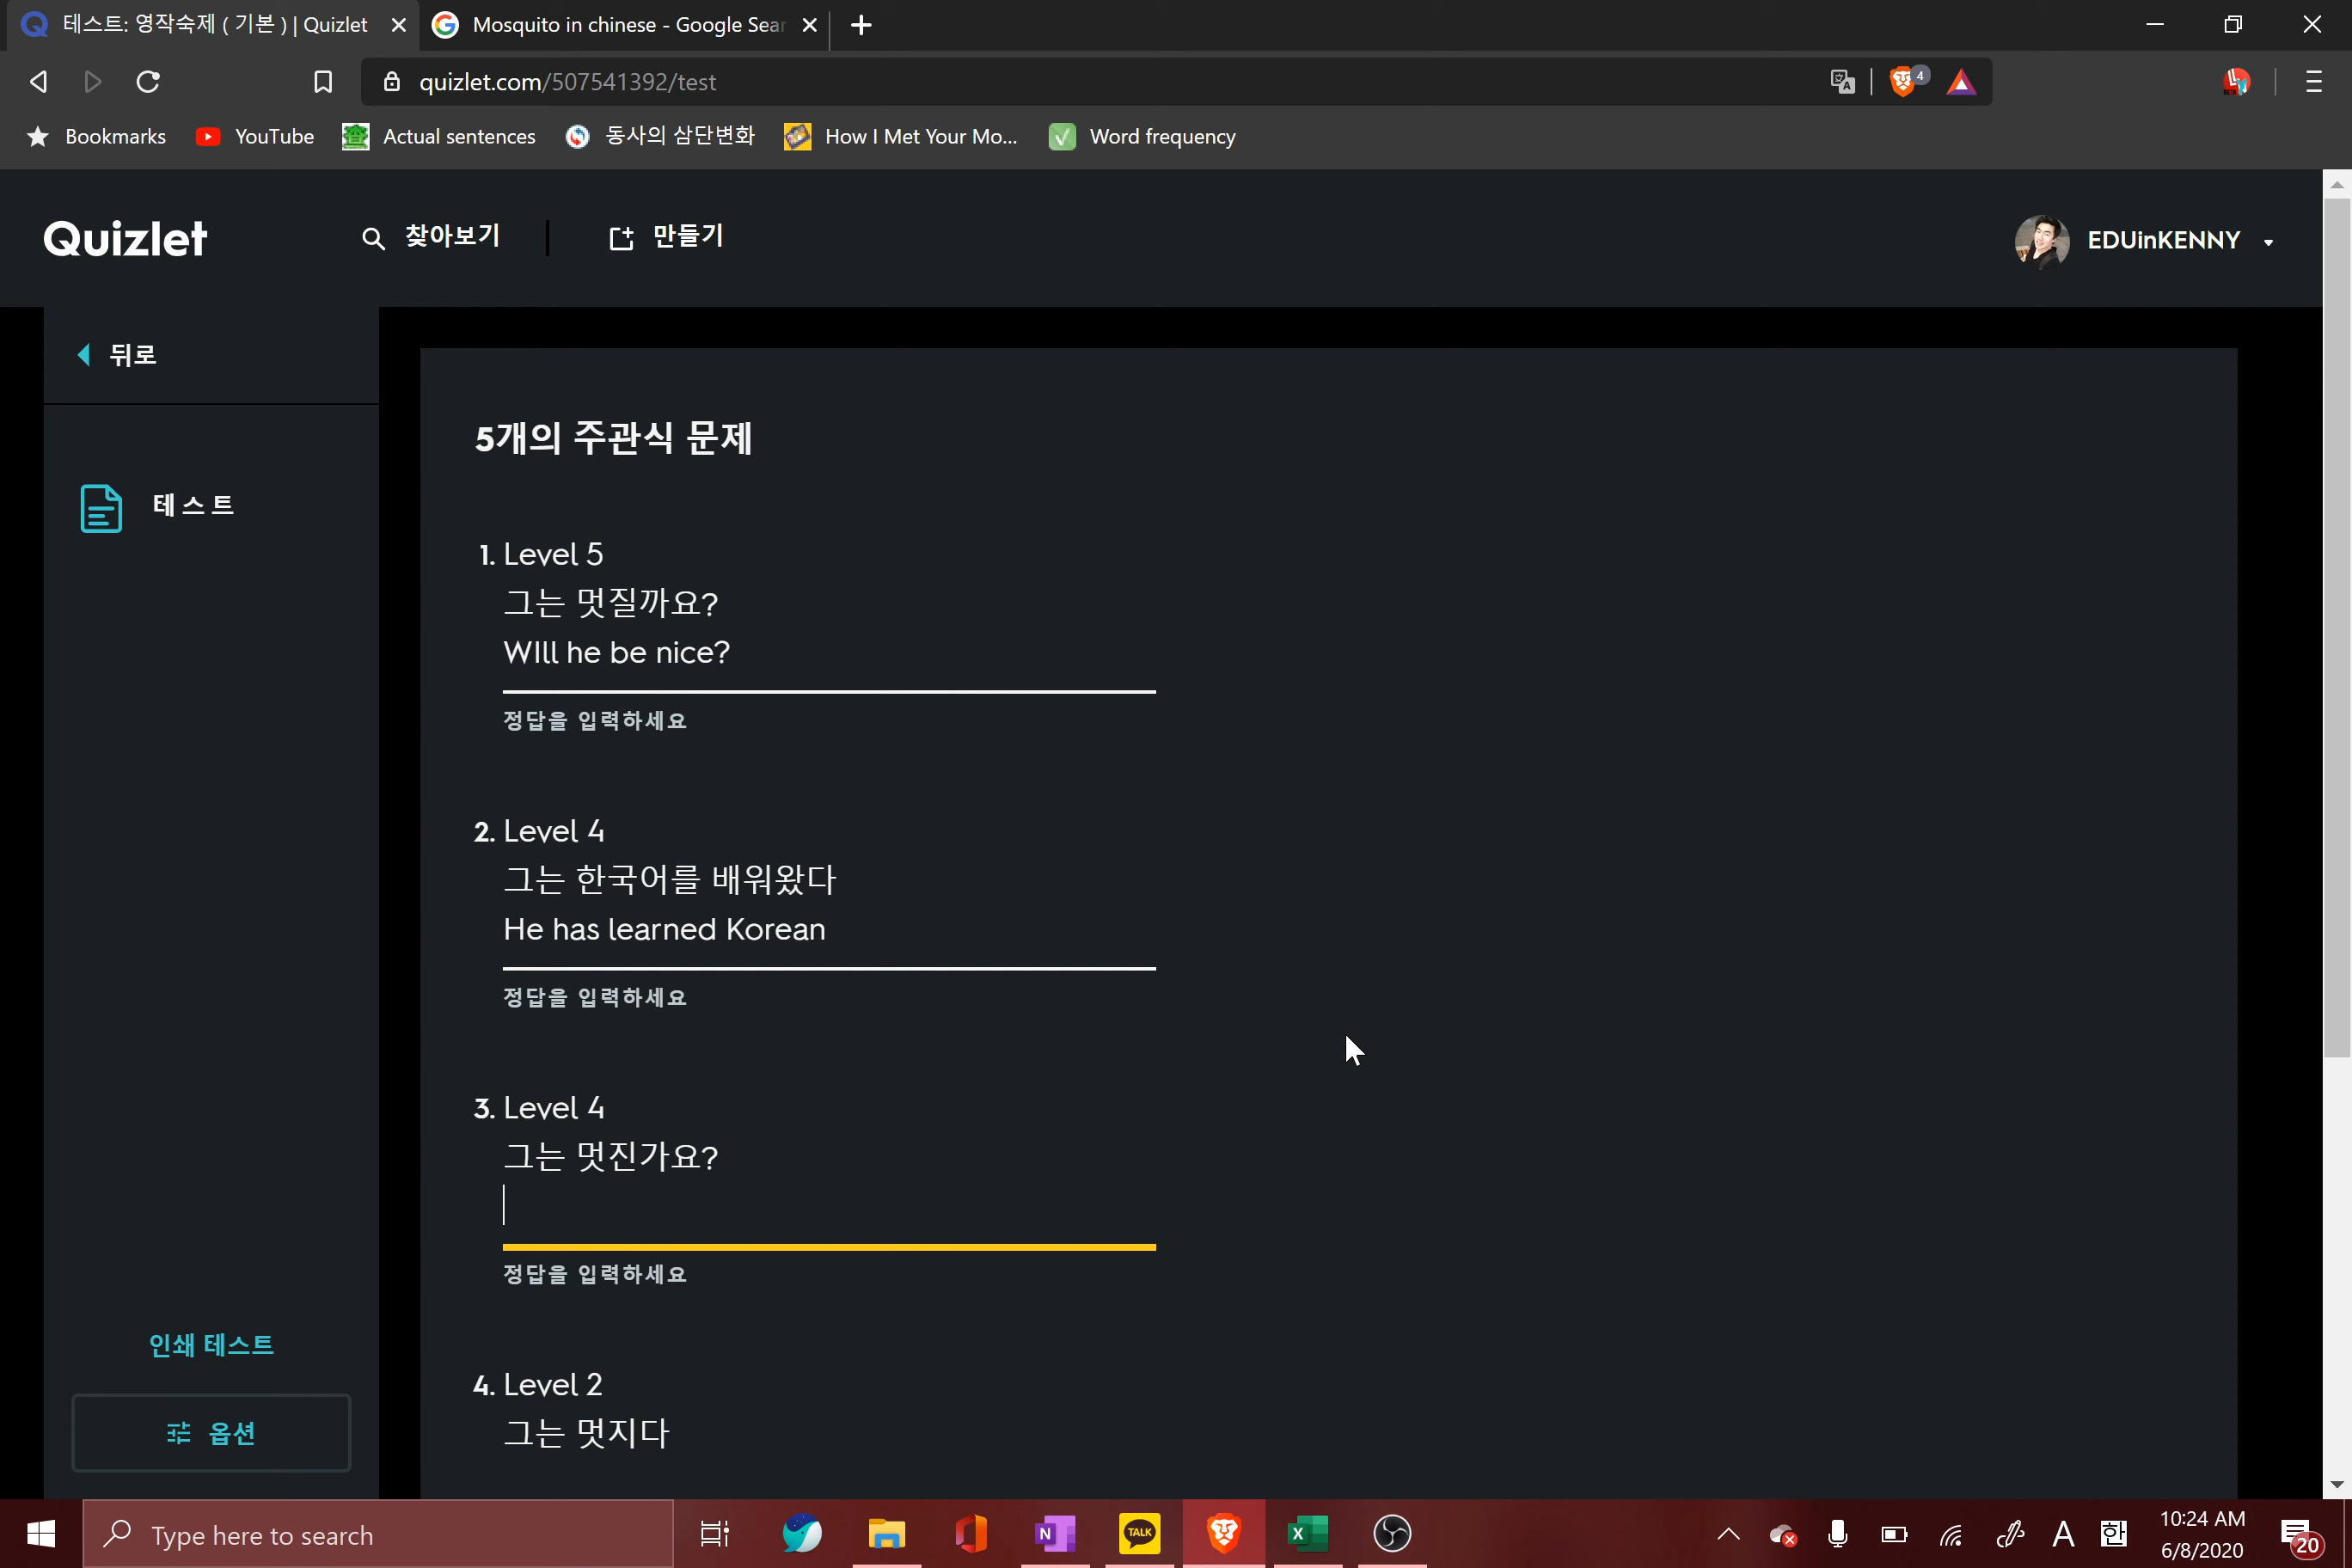 테스트: 영작숙제 ( 기본 ) | Quizlet
Mosquito in chinese - Google Sear
quizlet.com/507541392/test
4
Bookmarks
YouTube
Actual sentences
동사의 삼단변화
How I Met Your Mo...
Word frequency
Quizlet
찾아보기
만들기
EDUinKENNY
뒤로
테스트
5개의 주관식 문제
1. Level 5
그는 멋질까요?
WIll he be nice?
정답을 입력하세요
2. Level 4
그는 한국어를 배워왔다
He has learned Korean
정답을 입력하세요
3. Level 4
그는 멋진가요?
정답을 입력하세요
4. Level 2
그는 멋지다
인쇄 테스트
옵션
Type here to search
TALK
A
한
10:24 AM
6/8/2020
20